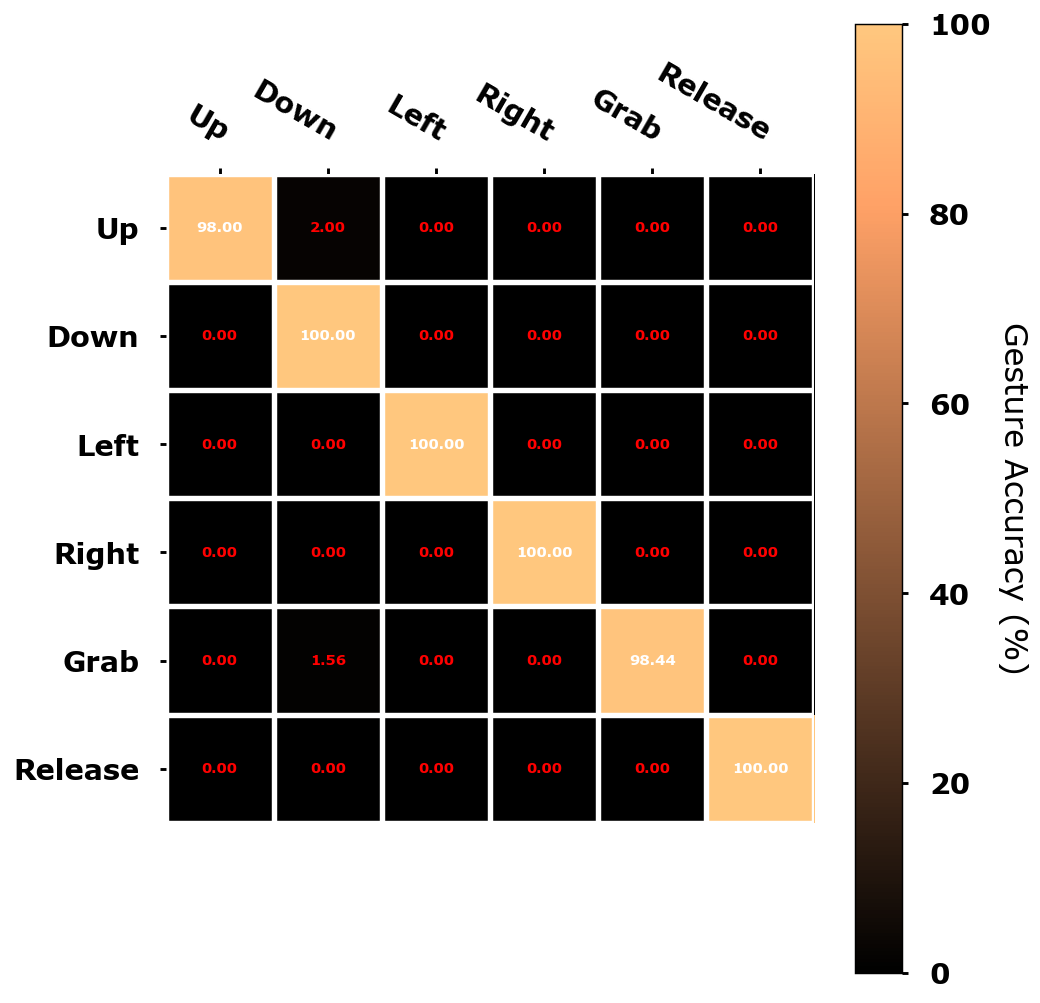 Up Down Left Right Grab Release
Up 98.00 2.00 0.00 0.00 0.00 0.00
Down 0.00 100.00 0.00 0.00 0.00 0.00
Left 0.00 0.00 100.00 0.00 0.00 0.00
Right 0.00 0.00 0.00 100.00 0.00 0.00
Grab 0.00 1.56 0.00 0.00 98.44 0.00
Release 0.00 0.00 0.00 0.00 0.00 100.00
100
80
60
40
20
0
Gesture Accuracy (%)